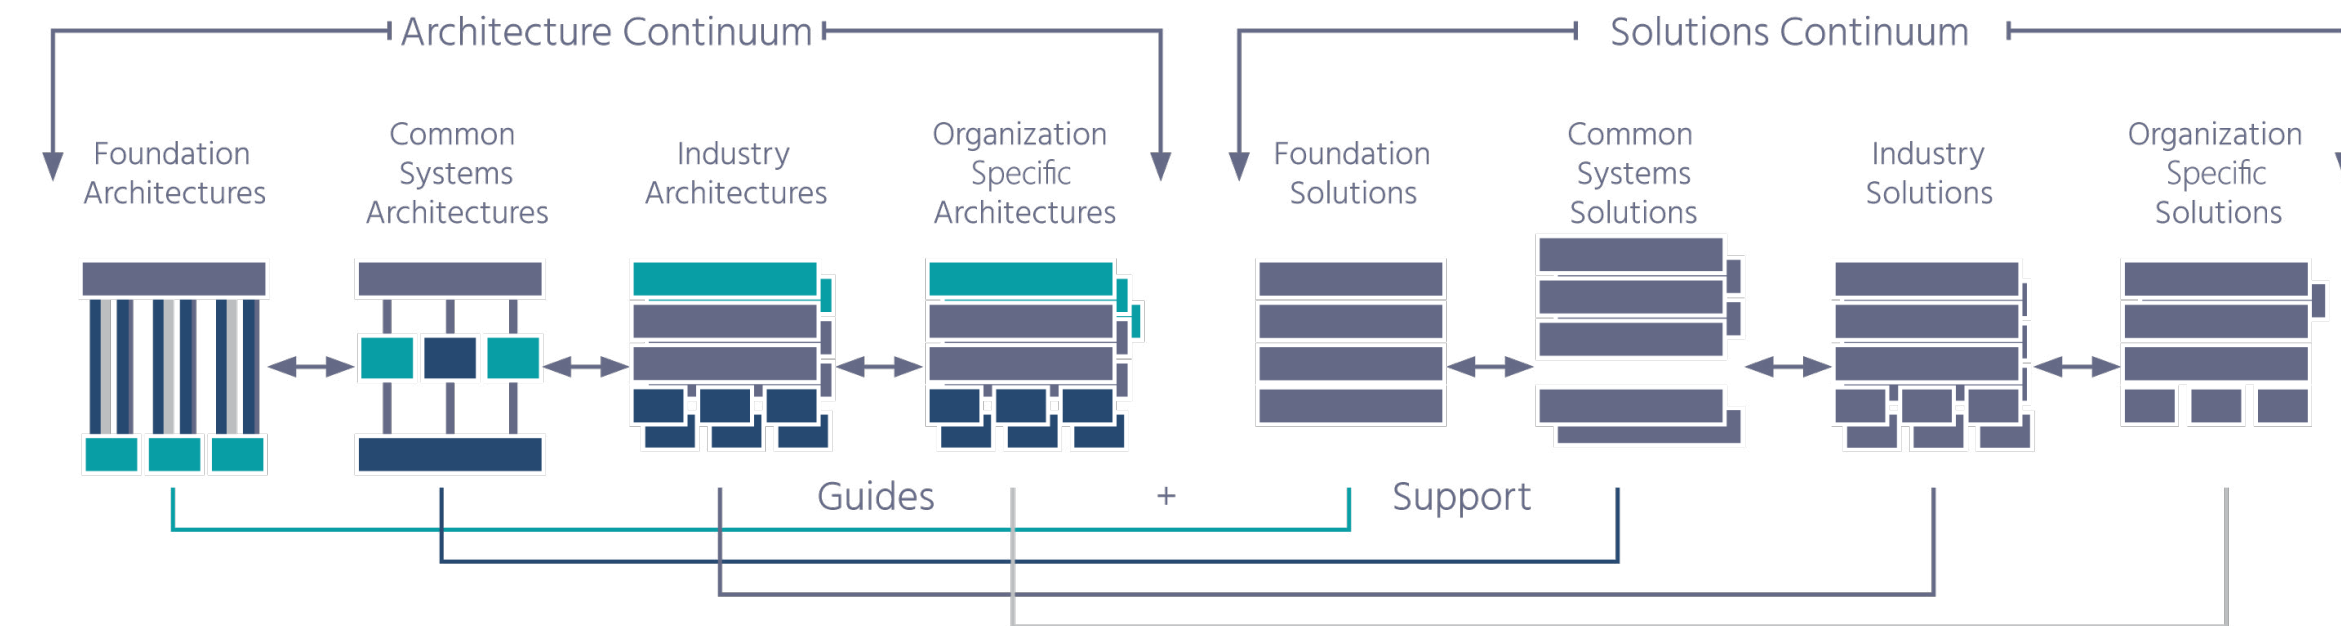 Architecture Continuum
Solutions Continuum
Foundation
Architectures
Common
Systems
Architectures
Industry
Architectures
Organization
Specific
Architectures
Foundation
Solutions
Common
Systems
Solutions
Industry
Solutions
Organization
Specific
Solutions
Guides + Support